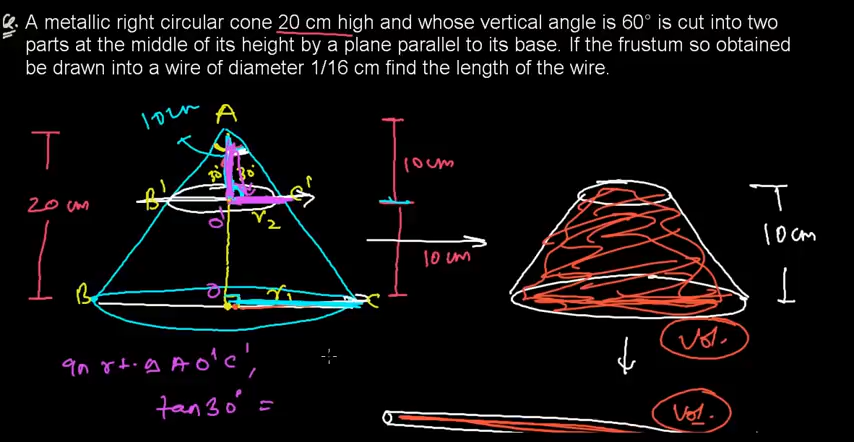 Q. A metallic right circular cone 20 cm high and whose vertical angle is 60° is cut into two
parts at the middle of its height by a plane parallel to its base. If the frustum so obtained
be drawn into a wire of diameter 1/16 cm find the length of the wire.
10cm
A
30° 30°
10cm
20 cm
B' C'
O' r₂
10cm
10cm
O r₁
B C
Vol.
In rt. △ A O' C',
tan 30° =
Vol.